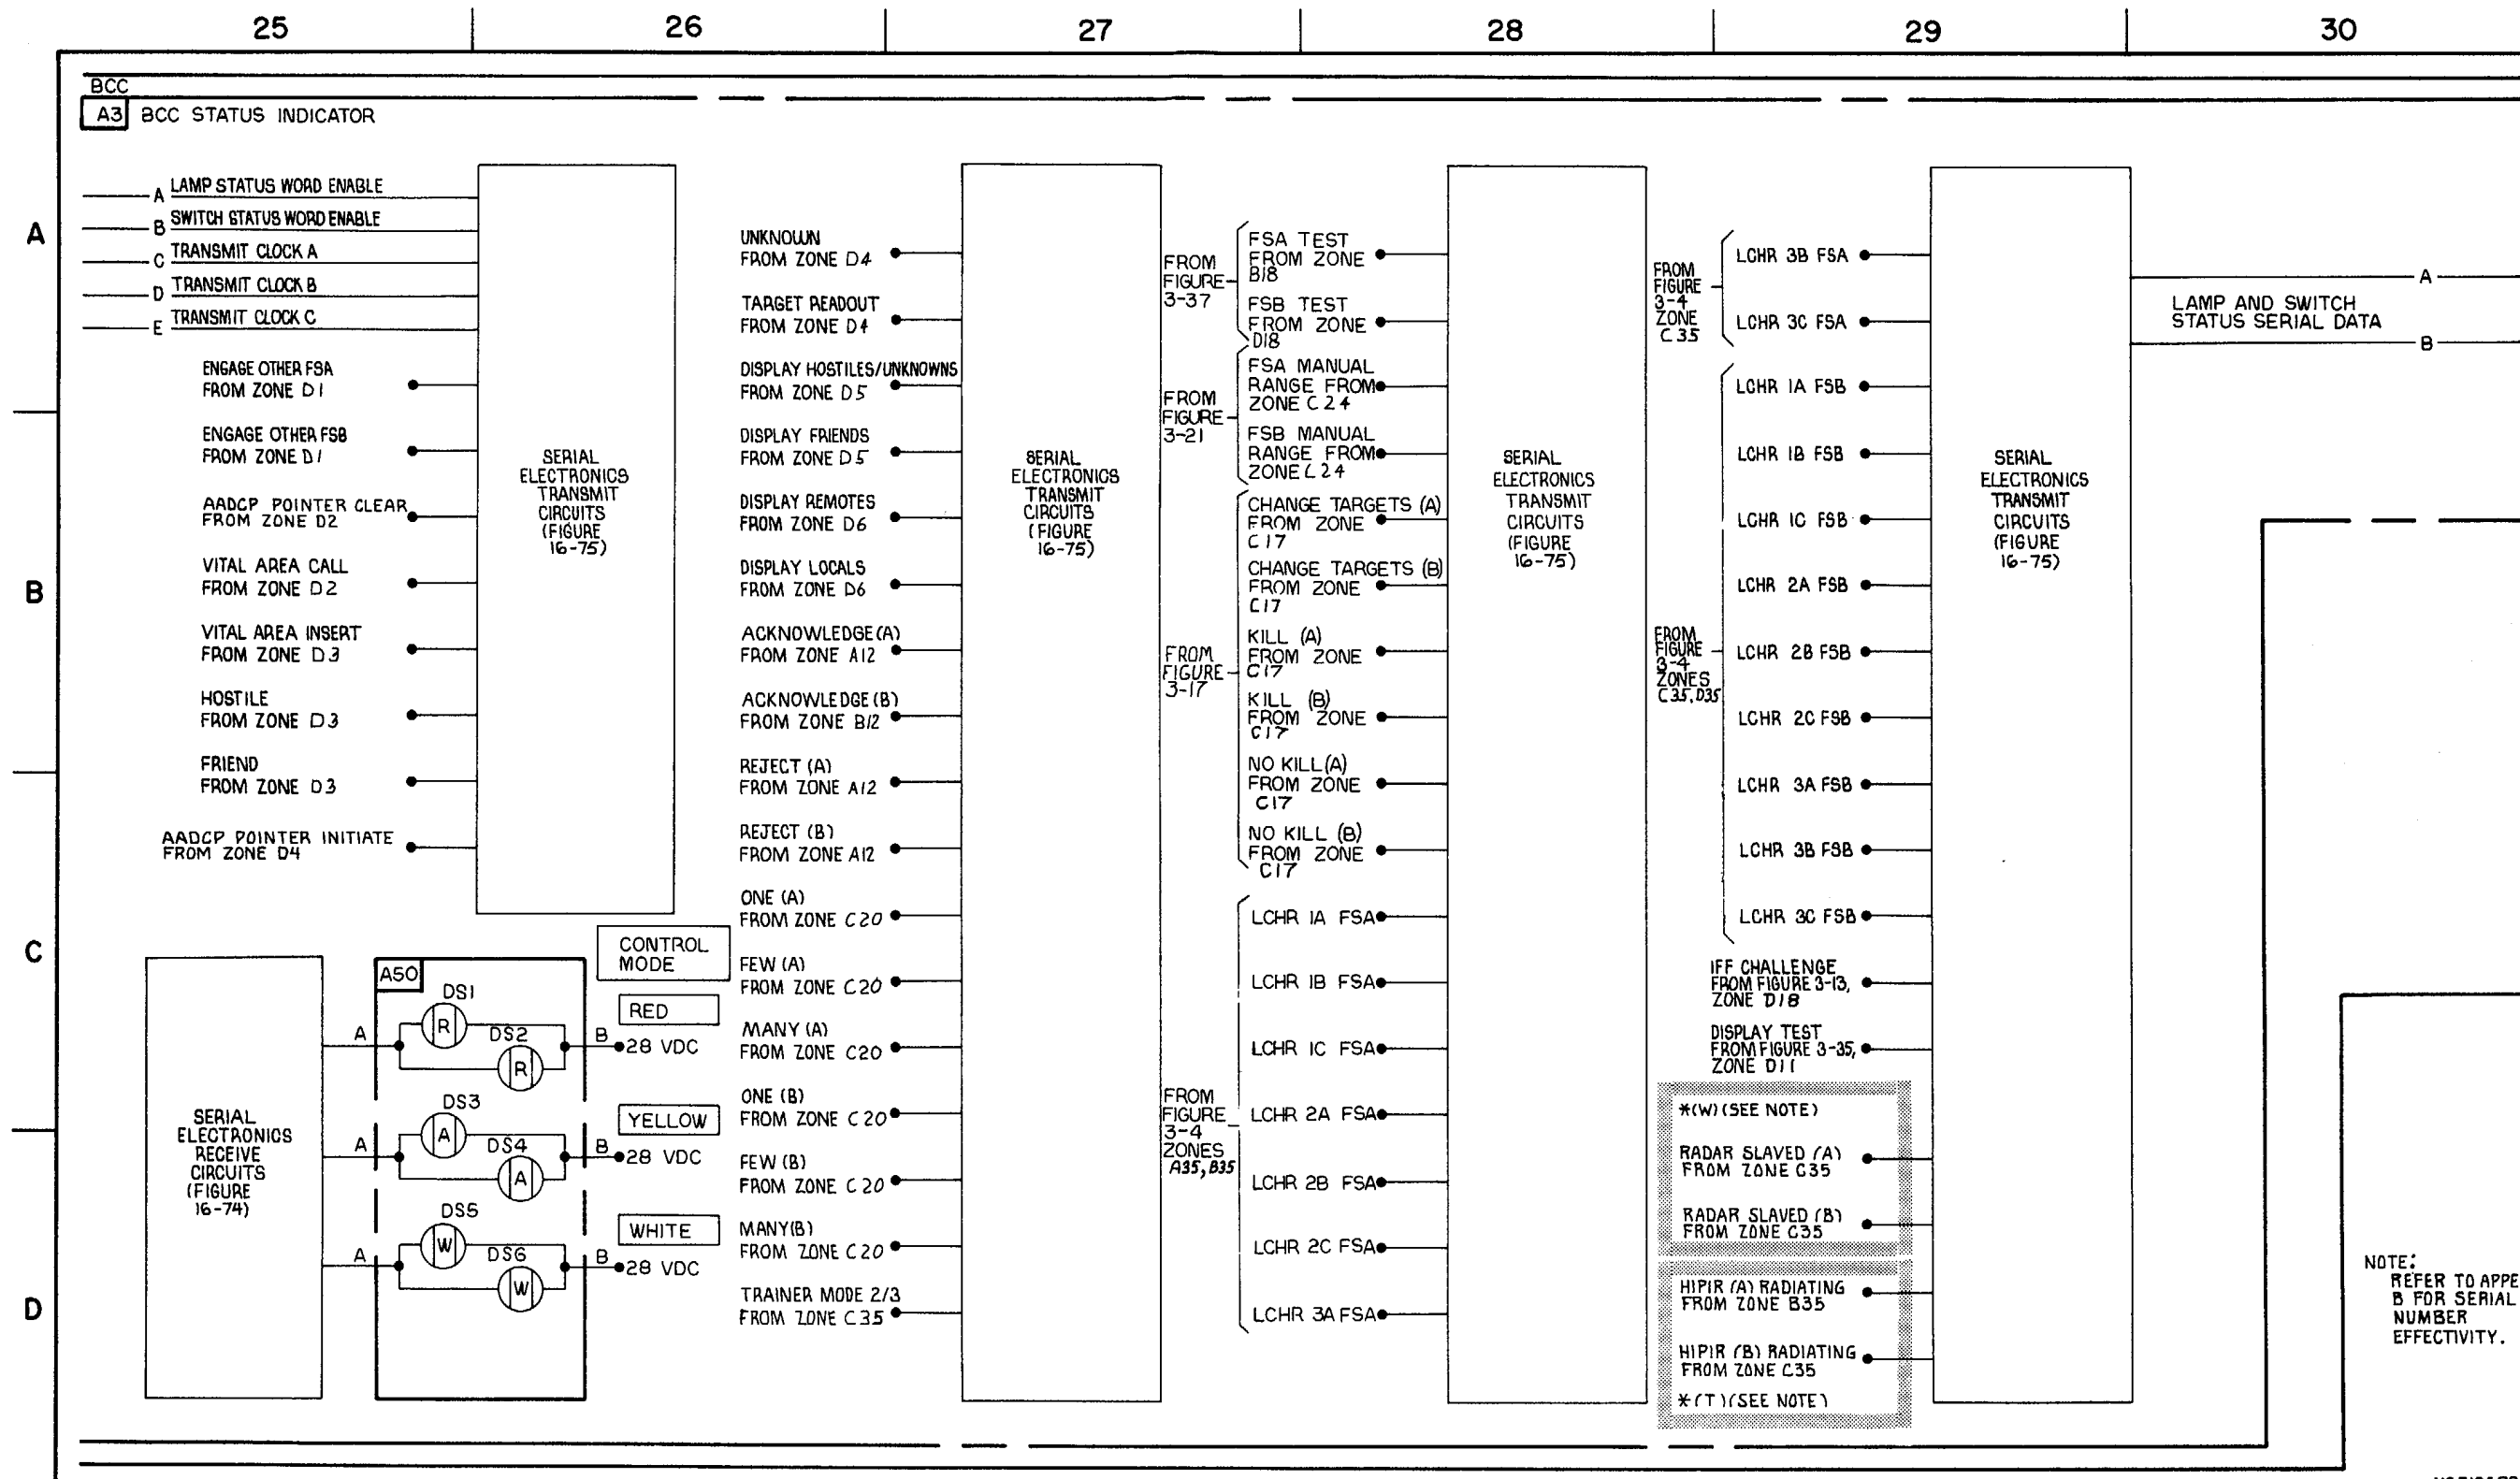 25 26 27 28 29 30
BCC
A3 BCC STATUS INDICATOR
A
B
C
D
A LAMP STATUS WORD ENABLE
B SWITCH STATUS WORD ENABLE
C TRANSMIT CLOCK A
D TRANSMIT CLOCK B
E TRANSMIT CLOCK C
ENGAGE OTHER FSA
FROM ZONE D1
ENGAGE OTHER FSB
FROM ZONE D1
AADCP POINTER CLEAR
FROM ZONE D2
VITAL AREA CALL
FROM ZONE D2
VITAL AREA INSERT
FROM ZONE D3
HOSTILE
FROM ZONE D3
FRIEND
FROM ZONE D3
AADCP POINTER INITIATE
FROM ZONE D4
SERIAL
ELECTRONICS
TRANSMIT
CIRCUITS
(FIGURE
16-75)
SERIAL
ELECTRONICS
RECEIVE
CIRCUITS
(FIGURE
16-74)
A50
CONTROL
MODE
DS1
R
DS2
R
A
B
RED
28 VDC
DS3
A
DS4
A
A
B
YELLOW
28 VDC
DS5
W
DS6
W
A
B
WHITE
28 VDC
UNKNOWN
FROM ZONE D4
TARGET READOUT
FROM ZONE D4
DISPLAY HOSTILES/UNKNOWNS
FROM ZONE D5
DISPLAY FRIENDS
FROM ZONE D5
DISPLAY REMOTES
FROM ZONE D6
DISPLAY LOCALS
FROM ZONE D6
ACKNOWLEDGE (A)
FROM ZONE A12
ACKNOWLEDGE (B)
FROM ZONE B12
REJECT (A)
FROM ZONE A12
REJECT (B)
FROM ZONE A12
ONE (A)
FROM ZONE C20
FEW (A)
FROM ZONE C20
MANY (A)
FROM ZONE C20
ONE (B)
FROM ZONE C20
FEW (B)
FROM ZONE C20
MANY (B)
FROM ZONE C20
TRAINER MODE 2/3
FROM ZONE C35
SERIAL
ELECTRONICS
TRANSMIT
CIRCUITS
(FIGURE
16-75)
FROM
FIGURE
3-37
FSA TEST
FROM ZONE
B18
FSB TEST
FROM ZONE
D18
FROM
FIGURE
3-21
FSA MANUAL
RANGE FROM
ZONE C24
FSB MANUAL
RANGE FROM
ZONE C24
FROM
FIGURE
3-17
CHANGE TARGETS (A)
FROM ZONE
C17
CHANGE TARGETS (B)
FROM ZONE
C17
KILL (A)
FROM ZONE
C17
KILL (B)
FROM ZONE
C17
NO KILL (A)
FROM ZONE
C17
NO KILL (B)
FROM ZONE
C17
FROM
FIGURE
3-4
ZONES
A35, B35
LCHR 1A FSA
LCHR 1B FSA
LCHR 1C FSA
LCHR 2A FSA
LCHR 2B FSA
LCHR 2C FSA
LCHR 3A FSA
SERIAL
ELECTRONICS
TRANSMIT
CIRCUITS
(FIGURE
16-75)
FROM
FIGURE
3-4
ZONE
C35
LCHR 3B FSA
LCHR 3C FSA
FROM
FIGURE
3-4
ZONES
C35, D35
LCHR 1A FSB
LCHR 1B FSB
LCHR 1C FSB
LCHR 2A FSB
LCHR 2B FSB
LCHR 2C FSB
LCHR 3A FSB
LCHR 3B FSB
LCHR 3C FSB
IFF CHALLENGE
FROM FIGURE 3-13,
ZONE D18
DISPLAY TEST
FROM FIGURE 3-35,
ZONE D11
*(W)(SEE NOTE)
RADAR SLAVED (A)
FROM ZONE C35
RADAR SLAVED (B)
FROM ZONE C35
HIPIR (A) RADIATING
FROM ZONE B35
HIPIR (B) RADIATING
FROM ZONE C35
*(T)(SEE NOTE)
SERIAL
ELECTRONICS
TRANSMIT
CIRCUITS
(FIGURE
16-75)
A
LAMP AND SWITCH
STATUS SERIAL DATA
B
NOTE:
REFER TO APPE
B FOR SERIAL
NUMBER
EFFECTIVITY.